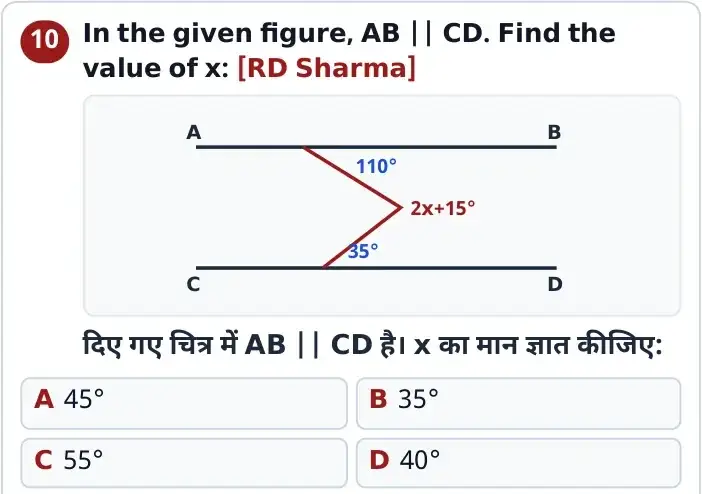 10 In the given figure, AB || CD. Find the
value of x: [RD Sharma]
A B
110°
2x+15°
35°
C D
दिए गए चित्र में AB || CD है। x का मान ज्ञात कीजिए:
A 45° B 35°
C 55° D 40°